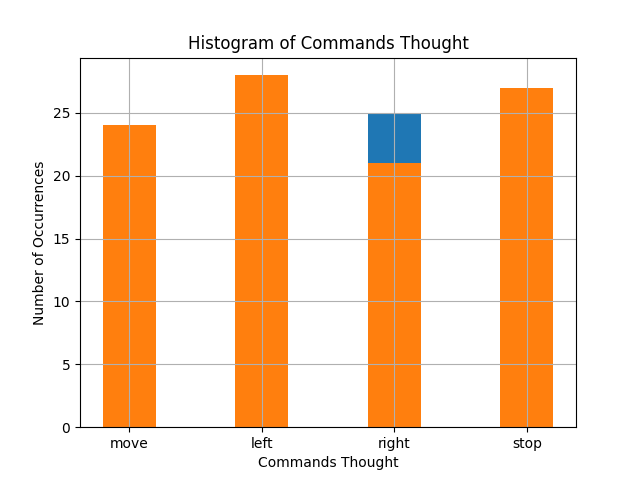 Histogram of Commands Thought
Number of Occurrences
25
20
15
10
5
0
move left right stop
Commands Thought